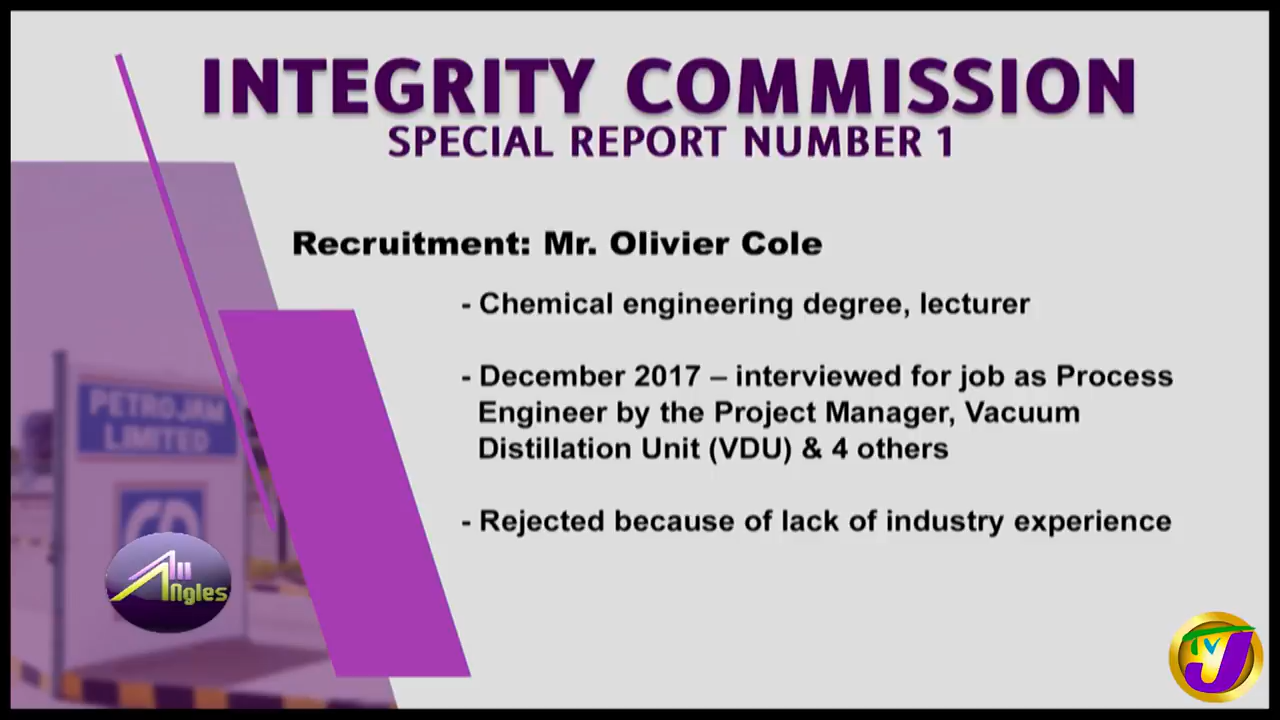 INTEGRITY COMMISSION
SPECIAL REPORT NUMBER 1
Recruitment: Mr. Olivier Cole
- Chemical engineering degree, lecturer
- December 2017 – interviewed for job as Process
Engineer by the Project Manager, Vacuum
Distillation Unit (VDU) & 4 others
- Rejected because of lack of industry experience
PETROJAM
LIMITED
All
Angles
TVJ